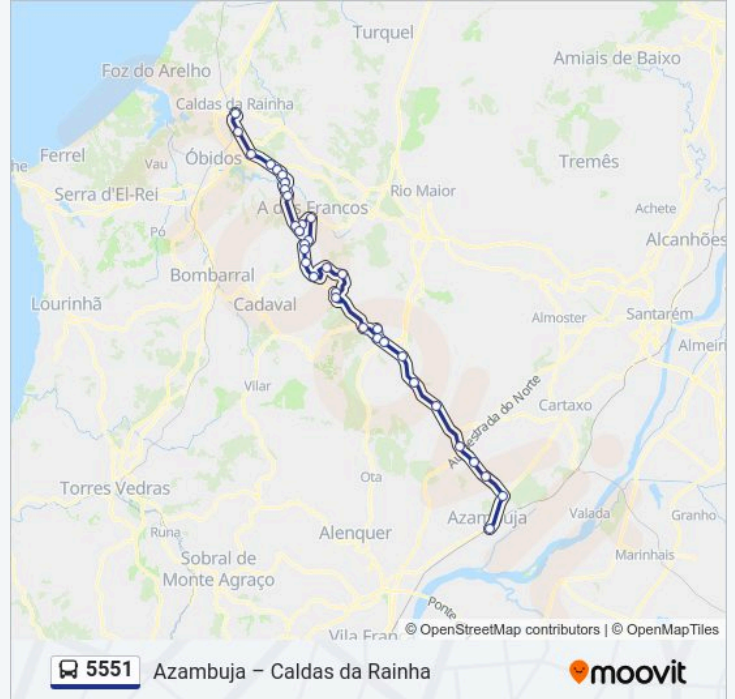 Turquel
Foz do Arelho
Amiais de Baixo
Caldas da Rainha
Ferrel
he
Vau
Óbidos
Tremês
Serra d'El-Rei
Rio Maior
A dos Francos
Achete
Pó
Alcanhões
Bombarral
Lourinhã
Cadaval
Almoster
Santarém
Almeiri
Vilar
Autoestrada do Norte
Cartaxo
Ota
Torres Vedras
Azambuja
Valada
Granho
Runa
Alenquer
Sobral de
Monte Agraço
Marinhais
Ponte
Vila Fran
© OpenStreetMap contributors | © OpenMapTiles
5551 Azambuja – Caldas da Rainha
moovit